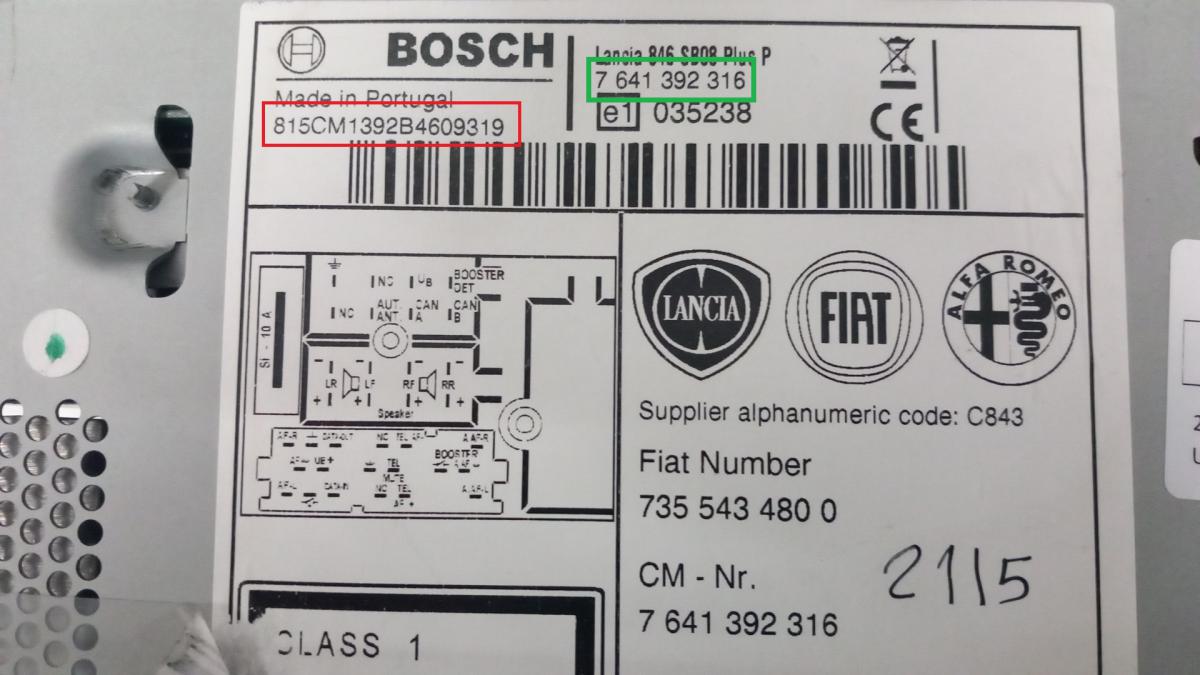 BOSCH
Lancia 846 SB08 Plus P
7 641 392 316
Made in Portugal
e1 035238
815CM1392B4609319
CE
NC UB BOOSTER DET
NC AUT. ANT. CAN A CAN B
SI - 10 A
LR LF RF RR
Speaker
LANCIA
FIAT
ALFA ROMEO
Supplier alphanumeric code: C843
Fiat Number
735 543 480 0
CM - Nr.
7 641 392 316
2115
BOOSTER
TEL
MUTE
NC TEL
CLASS 1